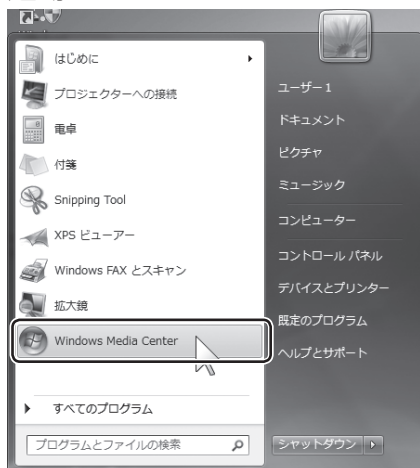 はじめに
プロジェクターへの接続
電卓
付箋
Snipping Tool
XPS ビューアー
Windows FAX とスキャン
拡大鏡
Windows Media Center
すべてのプログラム
プログラムとファイルの検索
ユーザー1
ドキュメント
ピクチャ
ミュージック
コンピューター
コントロール パネル
デバイスとプリンター
既定のプログラム
ヘルプとサポート
シャットダウン